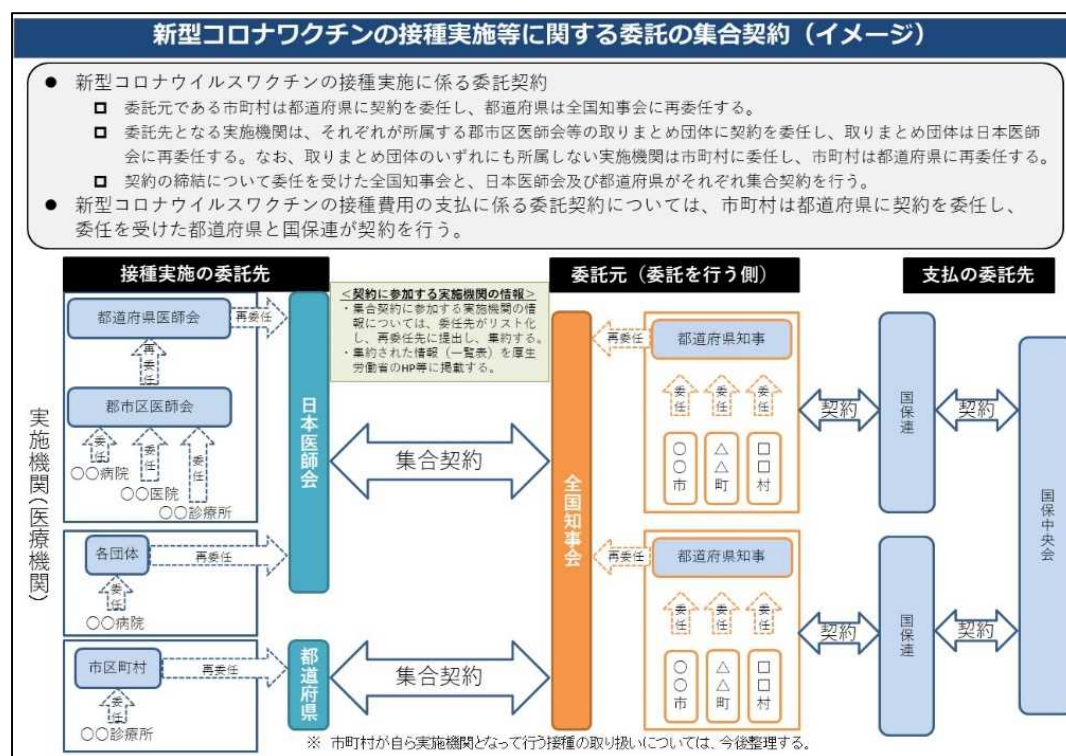 新型コロナワクチンの接種実施等に関する委託の集合契約（イメージ）
● 新型コロナウイルスワクチンの接種実施に係る委託契約
□ 委託元である市町村は都道府県に契約を委任し、都道府県は全国知事会に再委任する。
□ 委託先となる実施機関は、それぞれが所属する郡市区医師会等の取りまとめ団体に契約を委任し、取りまとめ団体は日本医師
会に再委任する。なお、取りまとめ団体のいずれにも所属しない実施機関は市町村に委任し、市町村は都道府県に再委任する。
□ 契約の締結について委任を受けた全国知事会と、日本医師会及び都道府県がそれぞれ集合契約を行う。
● 新型コロナウイルスワクチンの接種費用の支払に係る委託契約については、市町村は都道府県に契約を委任し、
委任を受けた都道府県と国保連が契約を行う。
接種実施の委託先
委託元（委託を行う側）
支払の委託先
実施機関(医療機関)
都道府県医師会
再委任
再委任
郡市区医師会
委任
委任
委任
〇〇病院
〇〇医院
〇〇診療所
各団体
再委任
委任
〇〇病院
市区町村
再委任
委任
〇〇診療所
日本医師会
都道府県
＜契約に参加する実施機関の情報＞
・集合契約に参加する実施機関の情
報については、委任先がリスト化
し、再委任先に提出し、集約する。
・集約された情報（一覧表）を厚生
労働省のHP等に掲載する。
集合契約
集合契約
全国知事会
再委任
都道府県知事
委任
委任
委任
〇〇市
△△町
□□村
再委任
都道府県知事
委任
委任
委任
〇〇市
△△町
□□村
契約
国保連
契約
契約
国保連
契約
国保中央会
※ 市町村が自ら実施機関となって行う接種の取り扱いについては、今後整理する。